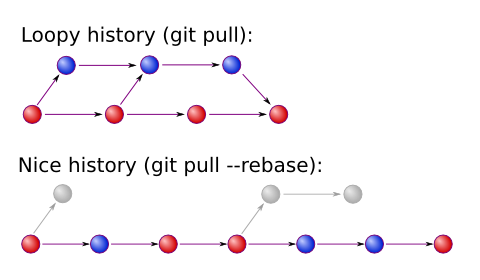 Loopy history (git pull):
Nice history (git pull --rebase):